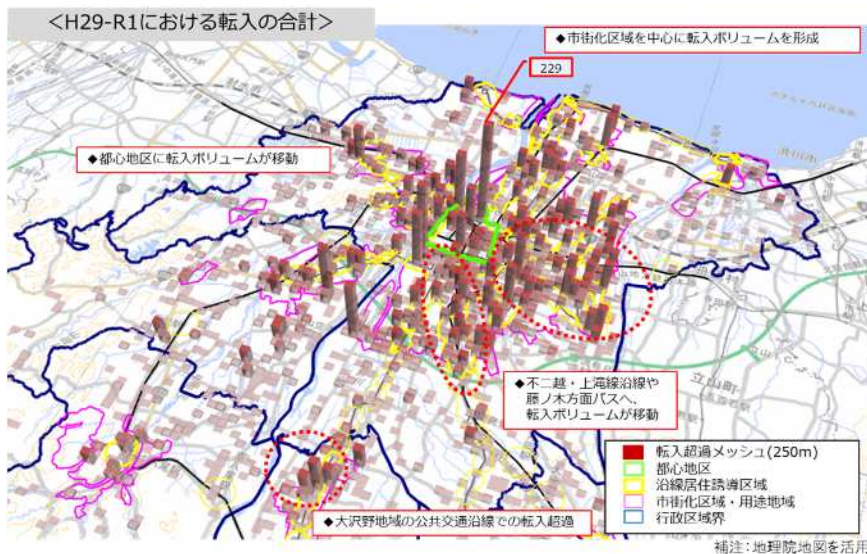 <H29-R1における転入の合計>
◆市街化区域を中心に転入ボリュームを形成
229
◆都心地区に転入ボリュームが移動
◆不二越・上滝線沿線や
藤ノ木方面バスへ、
転入ボリュームが移動
立山町
転入超過メッシュ(250m)
都心地区
沿線居住誘導区域
市街化区域・用途地域
行政区域界
◆大沢野地域の公共交通沿線での転入超過
補注:地理院地図を活用